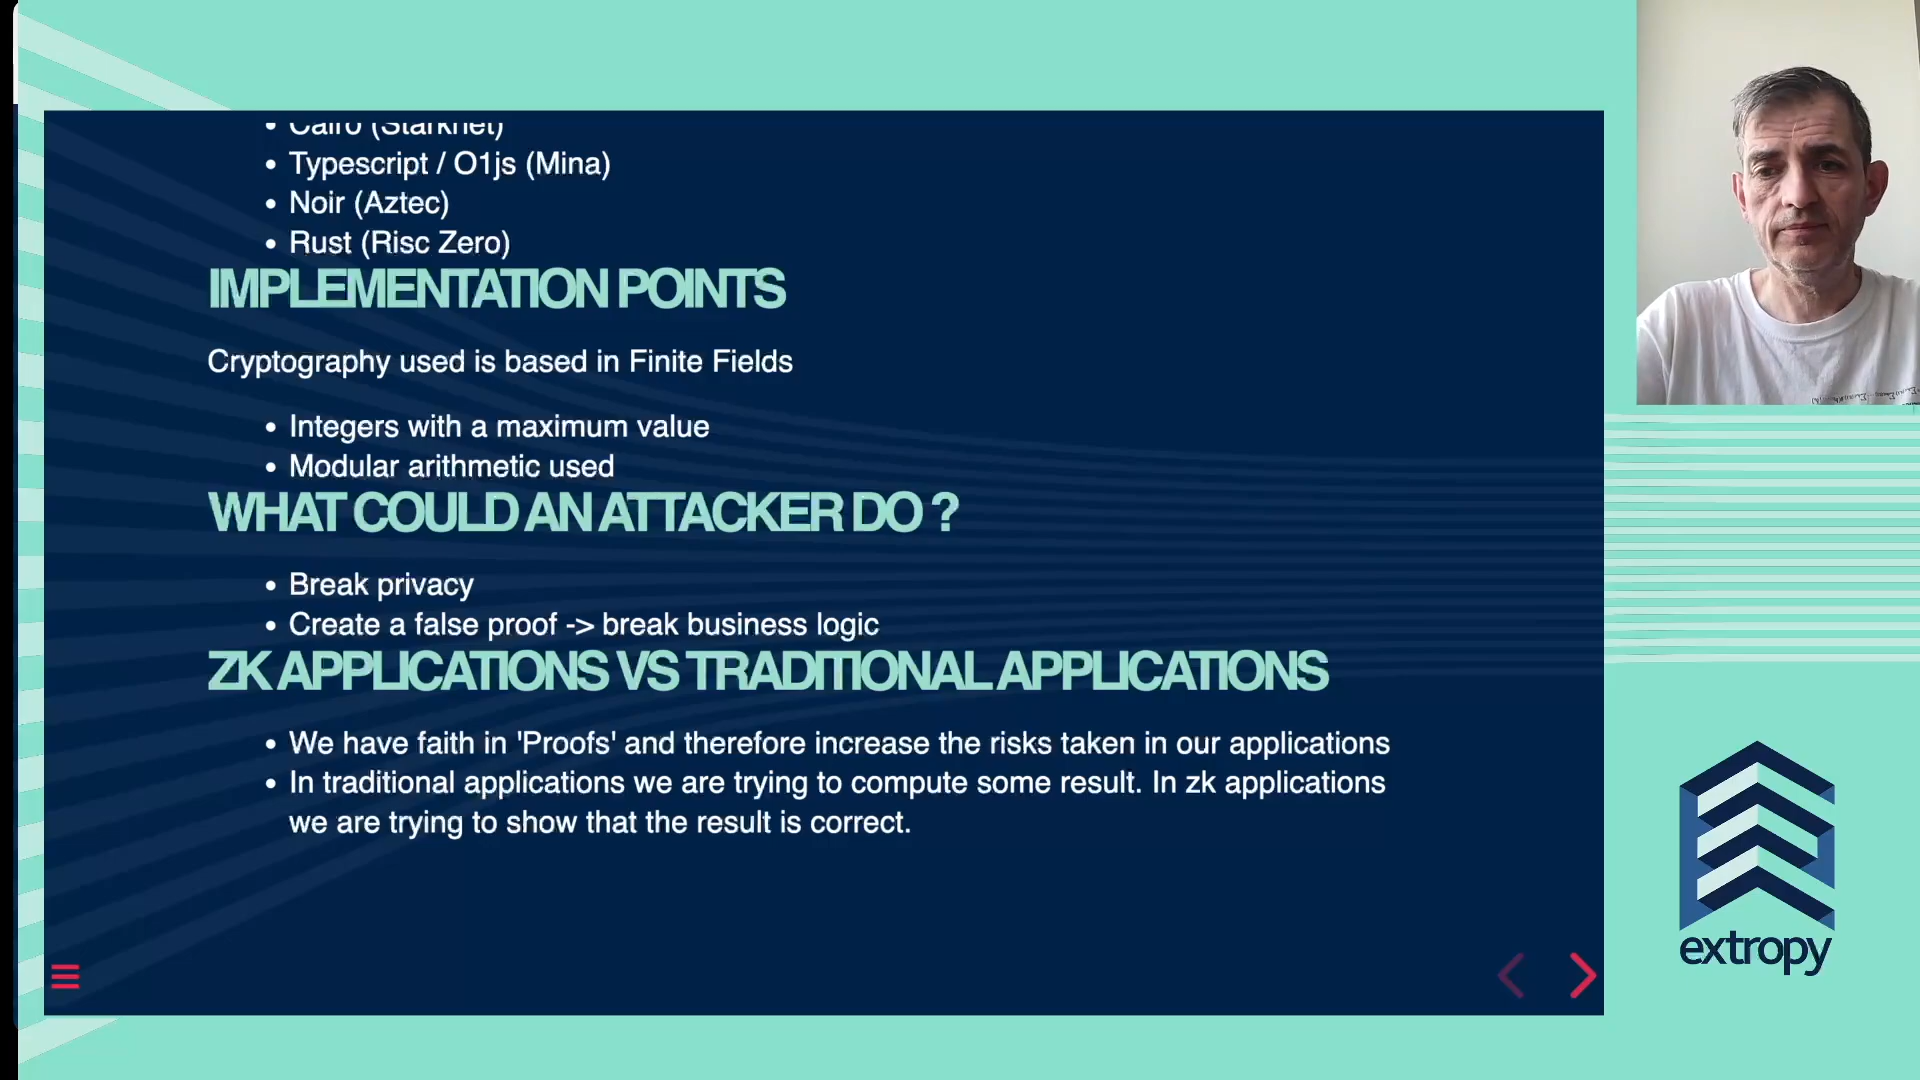 • Cairo (Starknet)
• Typescript / O1js (Mina)
• Noir (Aztec)
• Rust (Risc Zero)
IMPLEMENTATION POINTS
Cryptography used is based in Finite Fields
• Integers with a maximum value
• Modular arithmetic used
WHAT COULD AN ATTACKER DO ?
• Break privacy
• Create a false proof -> break business logic
ZK APPLICATIONS VS TRADITIONAL APPLICATIONS
• We have faith in 'Proofs' and therefore increase the risks taken in our applications
• In traditional applications we are trying to compute some result. In zk applications
we are trying to show that the result is correct.
extropy